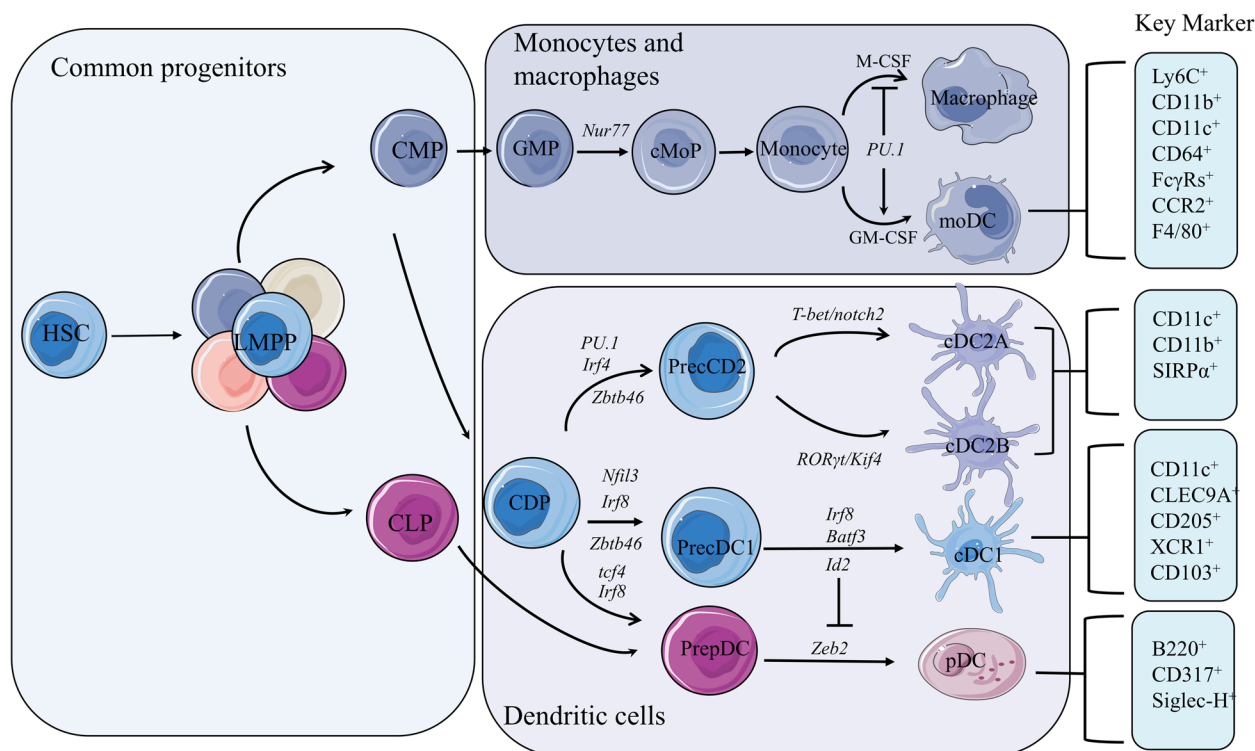 Key Marker
Common progenitors
Monocytes and
macrophages
CMP
GMP
Nur77
cMoP
Monocyte
M-CSF
PU.1
GM-CSF
Macrophage
moDC
Ly6C⁺
CD11b⁺
CD11c⁺
CD64⁺
FcγRs⁺
CCR2⁺
F4/80⁺
HSC
LMPP
CLP
CDP
PU.1
Irf4
Zbtb46
PrecCD2
T-bet/notch2
RORγt/Kif4
cDC2A
cDC2B
CD11c⁺
CD11b⁺
SIRPα⁺
Nfil3
Irf8
Zbtb46
PrecDC1
Irf8
Batf3
Id2
cDC1
CD11c⁺
CLEC9A⁺
CD205⁺
XCR1⁺
CD103⁺
tcf4
Irf8
PrepDC
Zeb2
pDC
B220⁺
CD317⁺
Siglec-H⁺
Dendritic cells